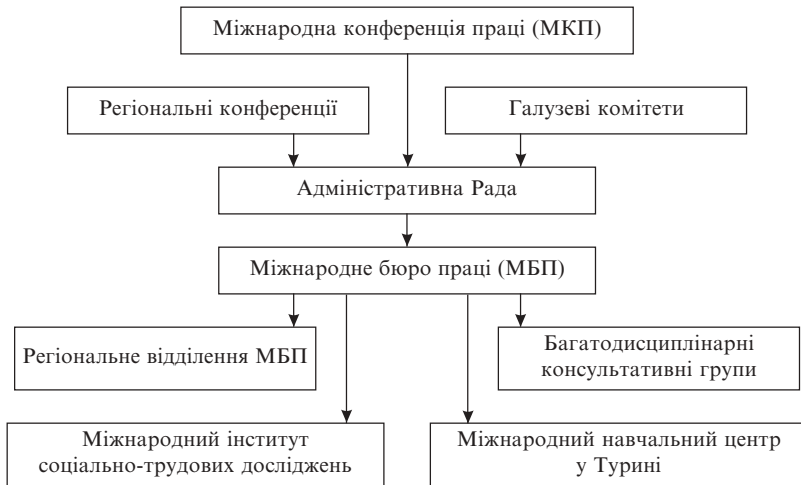 Міжнародна конференція праці (МКП)
Регіональні конференції
Галузеві комітети
Адміністративна Рада
Міжнародне бюро праці (МБП)
Регіональне відділення МБП
Багатодисциплінарні
консультативні групи
Міжнародний інститут
соціально-трудових досліджень
Міжнародний навчальний центр
у Турині